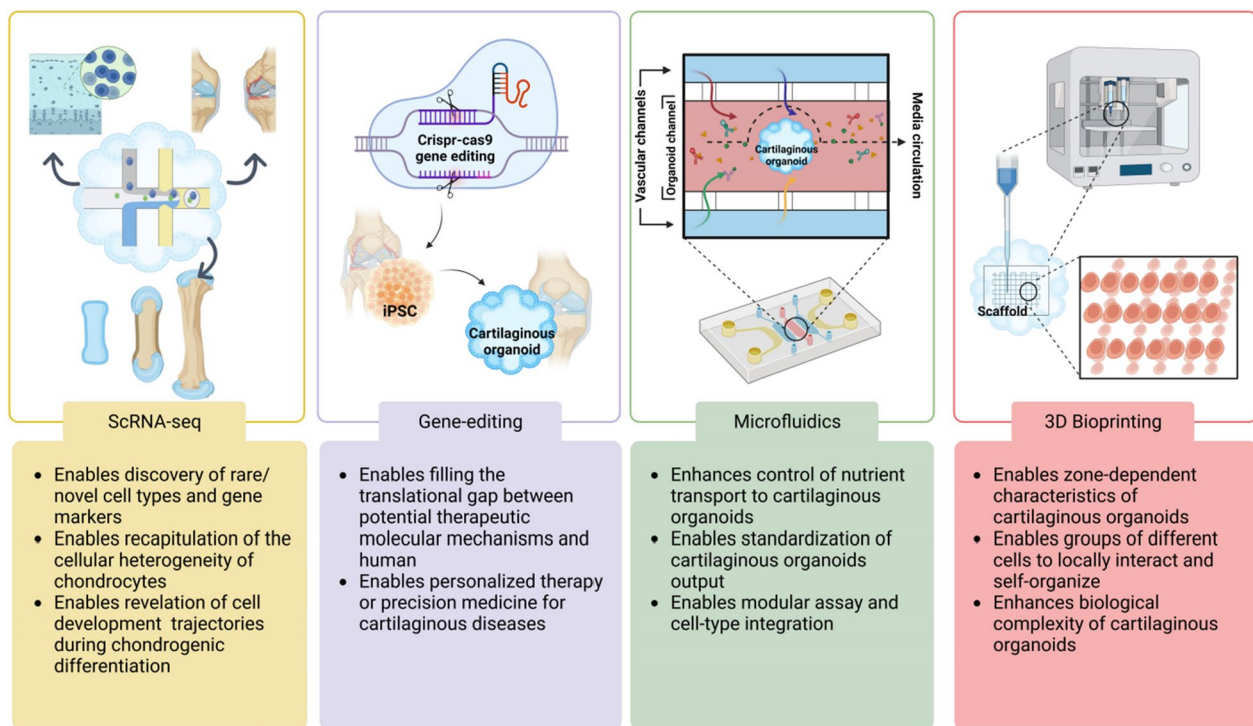 Crispr-cas9
gene editing
iPSC
Cartilaginous
organoid
Vascular channels
Organoid channel
Cartilaginous
organoid
Media circulation
Scaffold
ScRNA-seq
• Enables discovery of rare/
novel cell types and gene
markers
• Enables recapitulation of the
cellular heterogeneity of
chondrocytes
• Enables revelation of cell
development trajectories
during chondrogenic
differentiation
Gene-editing
• Enables filling the
translational gap between
potential therapeutic
molecular mechanisms and
human
• Enables personalized therapy
or precision medicine for
cartilaginous diseases
Microfluidics
• Enhances control of nutrient
transport to cartilaginous
organoids
• Enables standardization of
cartilaginous organoids
output
• Enables modular assay and
cell-type integration
3D Bioprinting
• Enables zone-dependent
characteristics of
cartilaginous organoids
• Enables groups of different
cells to locally interact and
self-organize
• Enhances biological
complexity of cartilaginous
organoids